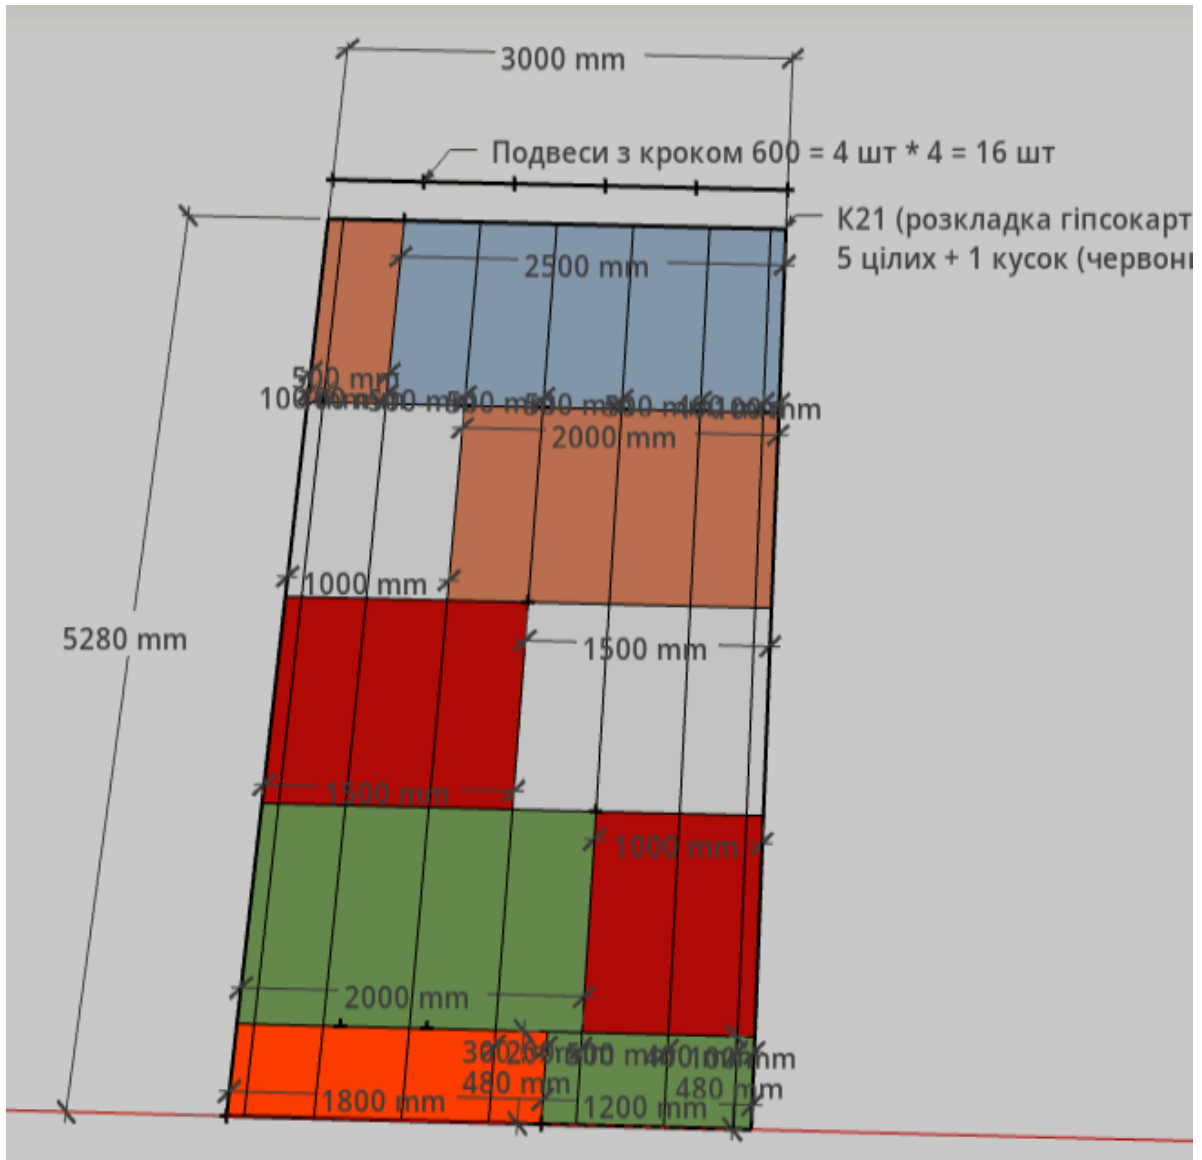 3000 mm
Подвеси з кроком 600 = 4 шт * 4 = 16 шт
К21 (розкладка гіпсокарт
5 цілих + 1 кусок (червон
2500 mm
500 mm
2000 mm
1000 mm
5280 mm
1500 mm
1500 mm
1000 mm
2000 mm
480 mm
480 mm
1800 mm
1200 mm